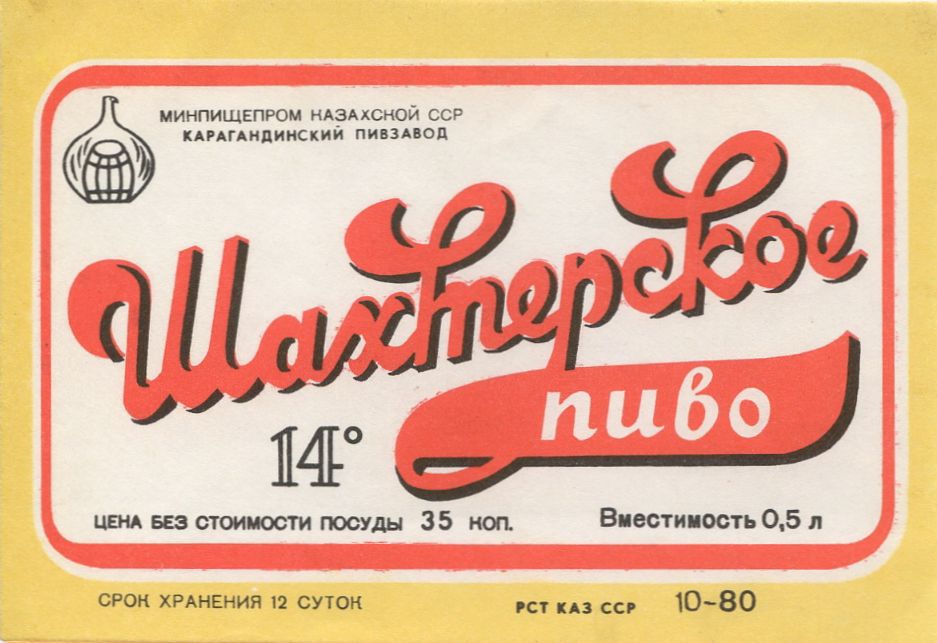 МИНПИЩЕПРОМ КАЗАХСКОЙ ССР
КАРАГАНДИНСКИЙ ПИВЗАВОД
Шахтерское
пиво
14°
ЦЕНА БЕЗ СТОИМОСТИ ПОСУДЫ 35 КОП.
Вместимость 0,5 л
СРОК ХРАНЕНИЯ 12 СУТОК
РСТ КАЗ ССР 10-80